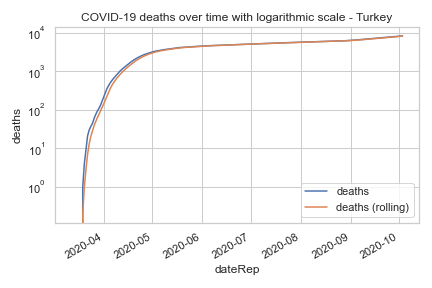 COVID-19 deaths over time with logarithmic scale - Turkey
10⁴
10³
10²
10¹
10⁰
deaths
deaths
deaths (rolling)
2020-04
2020-05
2020-06
2020-07
2020-08
2020-09
2020-10
dateRep